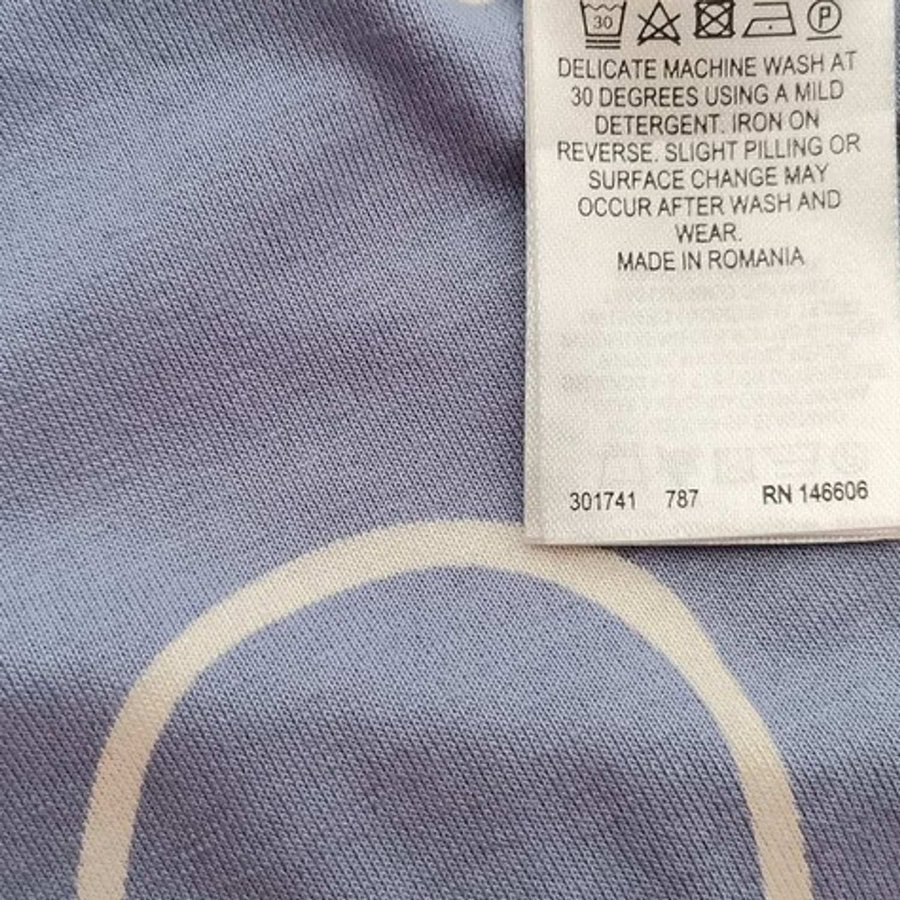 30 P
DELICATE MACHINE WASH AT
30 DEGREES USING A MILD
DETERGENT. IRON ON
REVERSE. SLIGHT PILLING OR
SURFACE CHANGE MAY
OCCUR AFTER WASH AND
WEAR.
MADE IN ROMANIA
301741 787 RN 146606